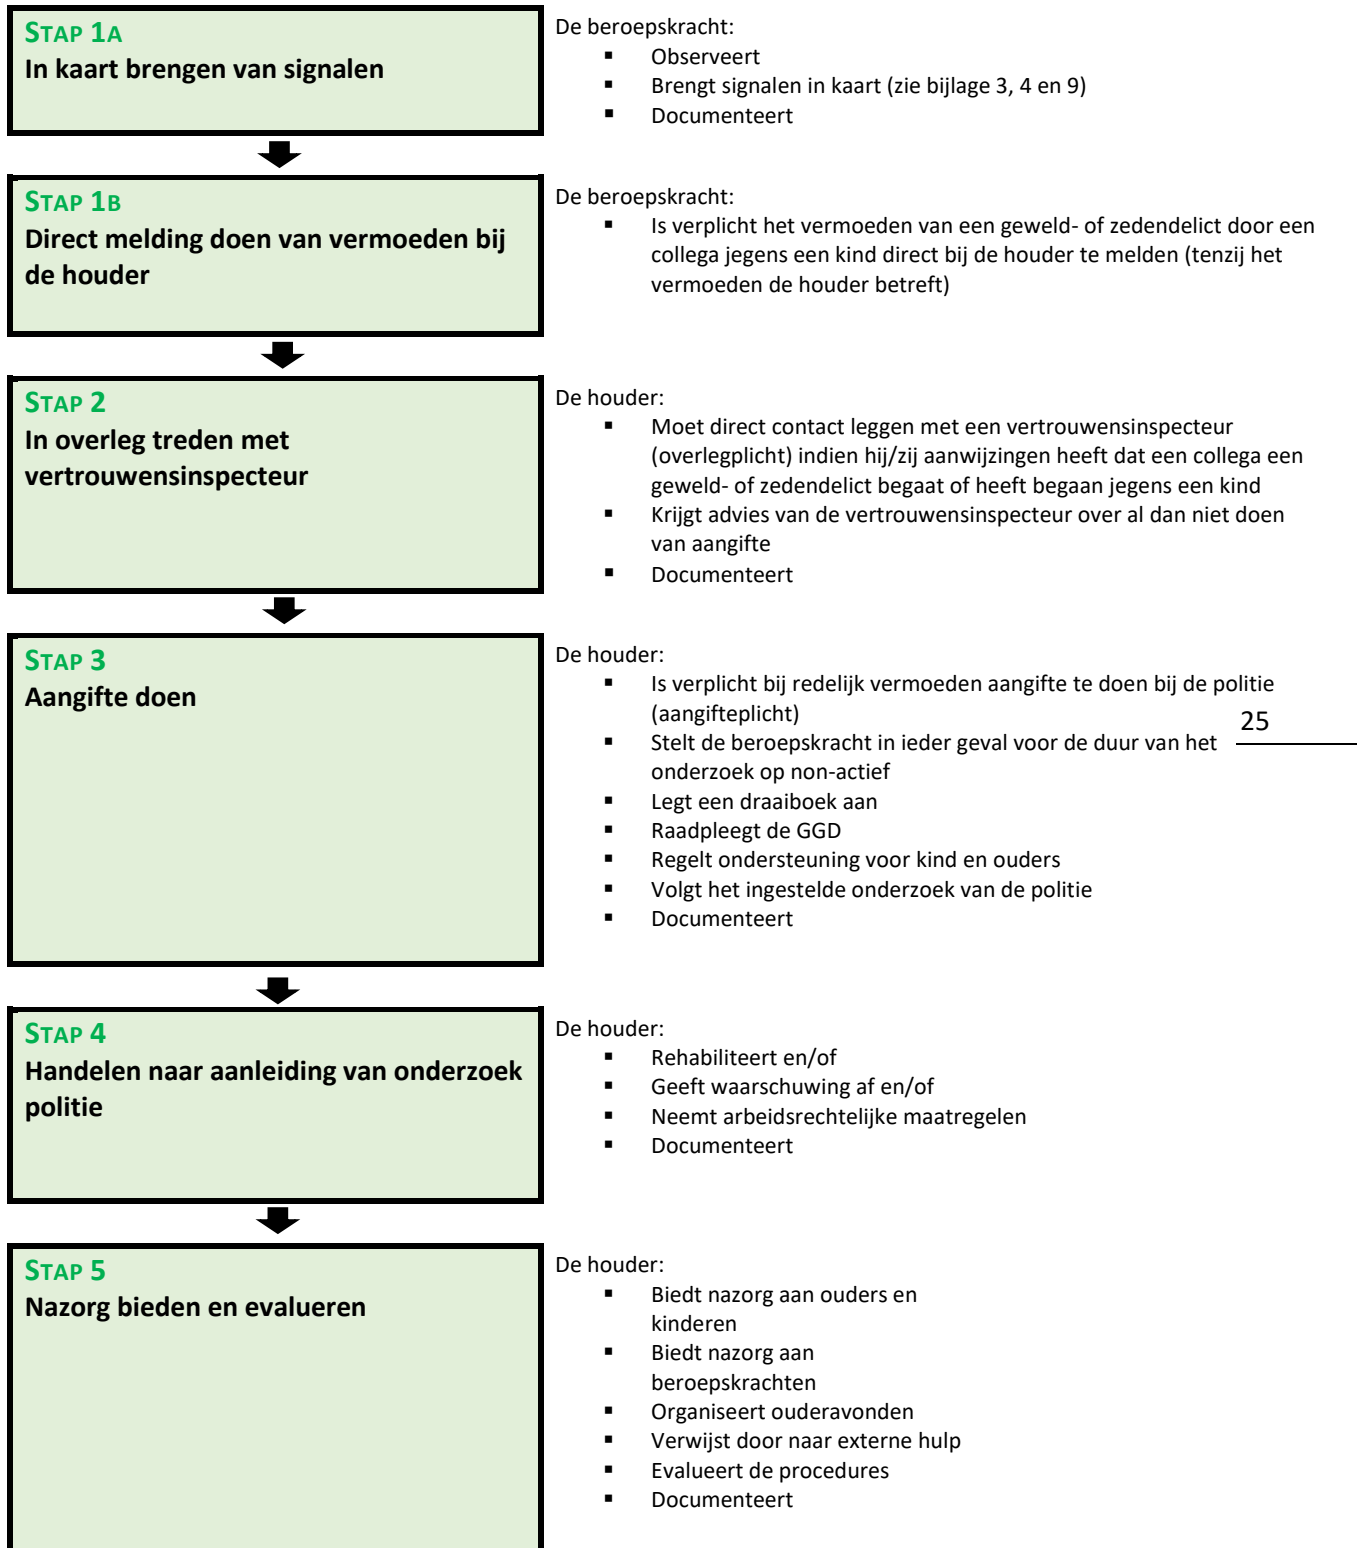 STAP 1A
In kaart brengen van signalen
De beroepskracht:
▪ Observeert
▪ Brengt signalen in kaart (zie bijlage 3, 4 en 9)
▪ Documenteert
STAP 1B
Direct melding doen van vermoeden bij
de houder
De beroepskracht:
▪ Is verplicht het vermoeden van een geweld- of zedendelict door een
collega jegens een kind direct bij de houder te melden (tenzij het
vermoeden de houder betreft)
STAP 2
In overleg treden met
vertrouwensinspecteur
De houder:
▪ Moet direct contact leggen met een vertrouwensinspecteur
(overlegplicht) indien hij/zij aanwijzingen heeft dat een collega een
geweld- of zedendelict begaat of heeft begaan jegens een kind
▪ Krijgt advies van de vertrouwensinspecteur over al dan niet doen
van aangifte
▪ Documenteert
STAP 3
Aangifte doen
De houder:
▪ Is verplicht bij redelijk vermoeden aangifte te doen bij de politie
(aangifteplicht)
▪ Stelt de beroepskracht in ieder geval voor de duur van het
onderzoek op non-actief
▪ Legt een draaiboek aan
▪ Raadpleegt de GGD
▪ Regelt ondersteuning voor kind en ouders
▪ Volgt het ingestelde onderzoek van de politie
▪ Documenteert
25
STAP 4
Handelen naar aanleiding van onderzoek
politie
De houder:
▪ Rehabiliteert en/of
▪ Geeft waarschuwing af en/of
▪ Neemt arbeidsrechtelijke maatregelen
▪ Documenteert
STAP 5
Nazorg bieden en evalueren
De houder:
▪ Biedt nazorg aan ouders en
kinderen
▪ Biedt nazorg aan
beroepskrachten
▪ Organiseert ouderavonden
▪ Verwijst door naar externe hulp
▪ Evalueert de procedures
▪ Documenteert